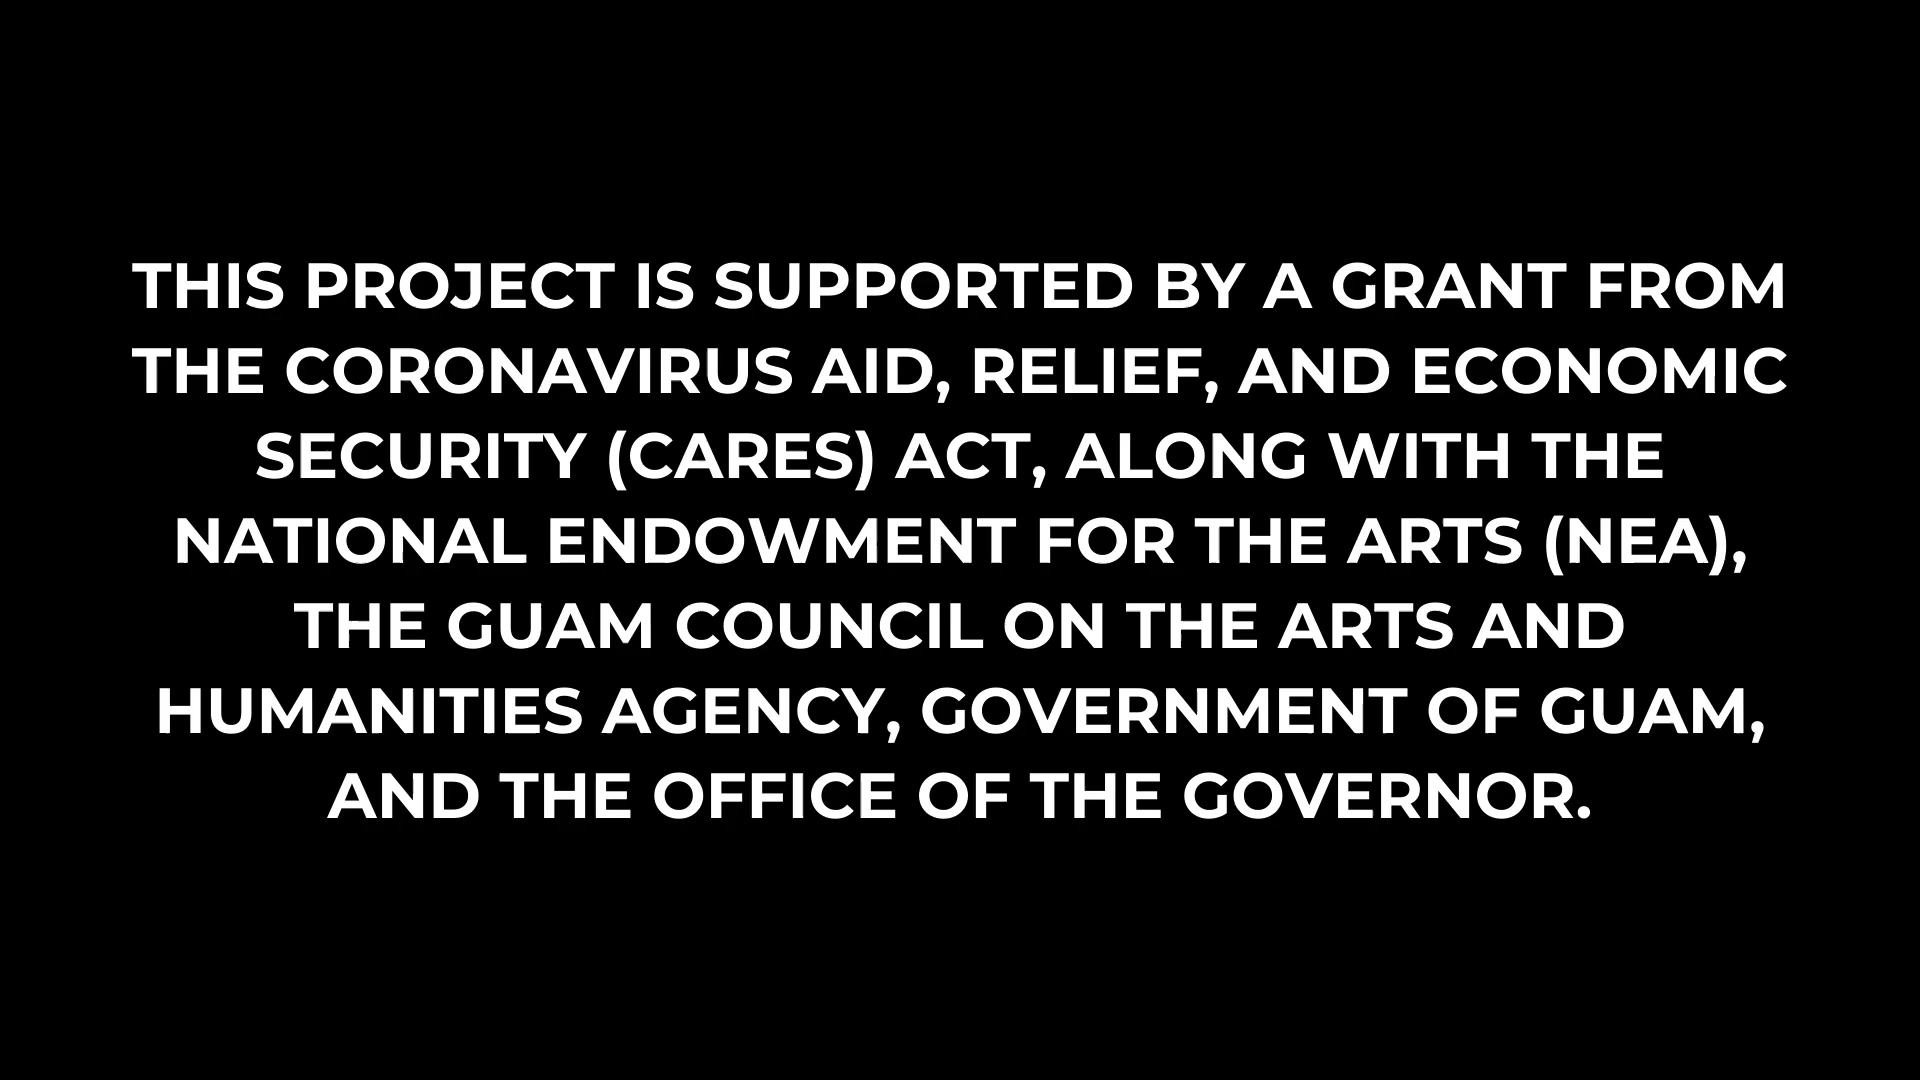 THIS PROJECT IS SUPPORTED BY A GRANT FROM
THE CORONAVIRUS AID, RELIEF, AND ECONOMIC
SECURITY (CARES) ACT, ALONG WITH THE
NATIONAL ENDOWMENT FOR THE ARTS (NEA),
THE GUAM COUNCIL ON THE ARTS AND
HUMANITIES AGENCY, GOVERNMENT OF GUAM,
AND THE OFFICE OF THE GOVERNOR.